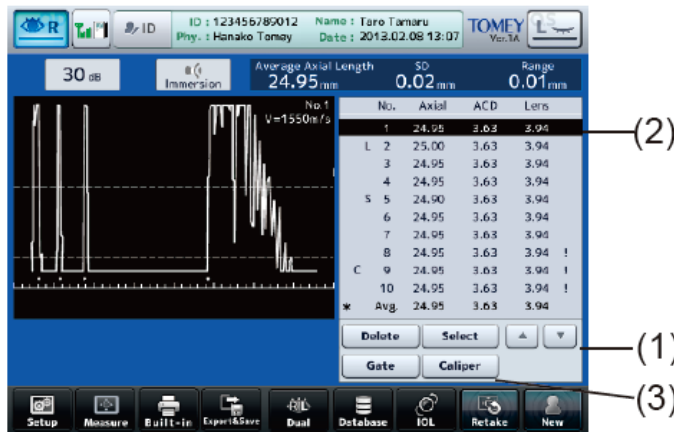 R
ID
ID : 123456789012 Name : Taro Tamaru
Phy. : Hanako Tomey Date : 2013.02.08 13:07
TOMEY
Ver.1A
L
30 dB
Immersion
Average Axial Length SD Range
24.95mm 0.02mm 0.01mm
No.1
V=1550m/s
No. Axial ACD Lens
1 24.95 3.63 3.94
(2)
L 2 25.00 3.63 3.94
3 24.95 3.63 3.94
4 24.95 3.63 3.94
S 5 24.90 3.63 3.94
6 24.95 3.63 3.94
7 24.95 3.63 3.94
8 24.95 3.63 3.94 !
C 9 24.95 3.63 3.94 !
10 24.95 3.63 3.94 !
* Avg. 24.95 3.63 3.94
Delete Select ▲ ▼
(1)
Gate Caliper
(3)
Setup Measure Built-in Export&Save Dual Database IOL Retake New